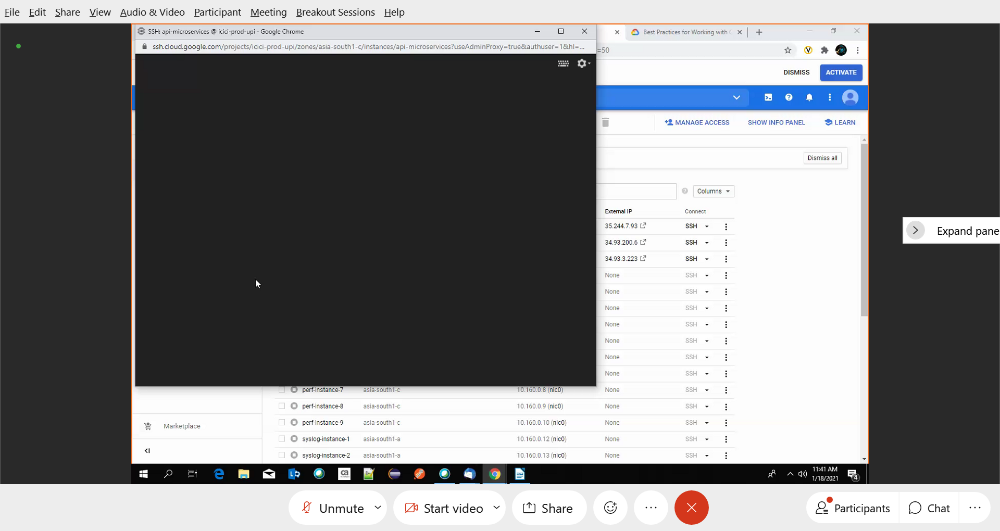 File Edit Share View Audio & Video Participant Meeting Breakout Sessions Help
SSH: api-microservices @ icici-prod-upi - Google Chrome
Best Practices for Working with
ssh.cloud.google.com/projects/icici-prod-upi/zones/asia-south1-c/instances/api-microservices?useAdminProxy=true&authuser=1&hl=...
=50
DISMISS ACTIVATE
MANAGE ACCESS SHOW INFO PANEL LEARN
Dismiss all
Columns
External IP Connect
35.244.7.93 SSH
34.93.200.6 SSH
34.93.3.223 SSH
None SSH
None SSH
None SSH
None SSH
None SSH
None SSH
None SSH
perf-instance-7 asia-south1-c 10.160.0.8 (nic0) None SSH
perf-instance-8 asia-south1-c 10.160.0.9 (nic0) None SSH
perf-instance-9 asia-south1-c 10.160.0.10 (nic0) None SSH
syslog-instance-1 asia-south1-a 10.160.0.12 (nic0) None SSH
syslog-instance-2 asia-south1-a 10.160.0.13 (nic0) None SSH
Marketplace
Expand pane
ca
11:41 AM
1/18/2021
4
Unmute Start video Share Participants Chat